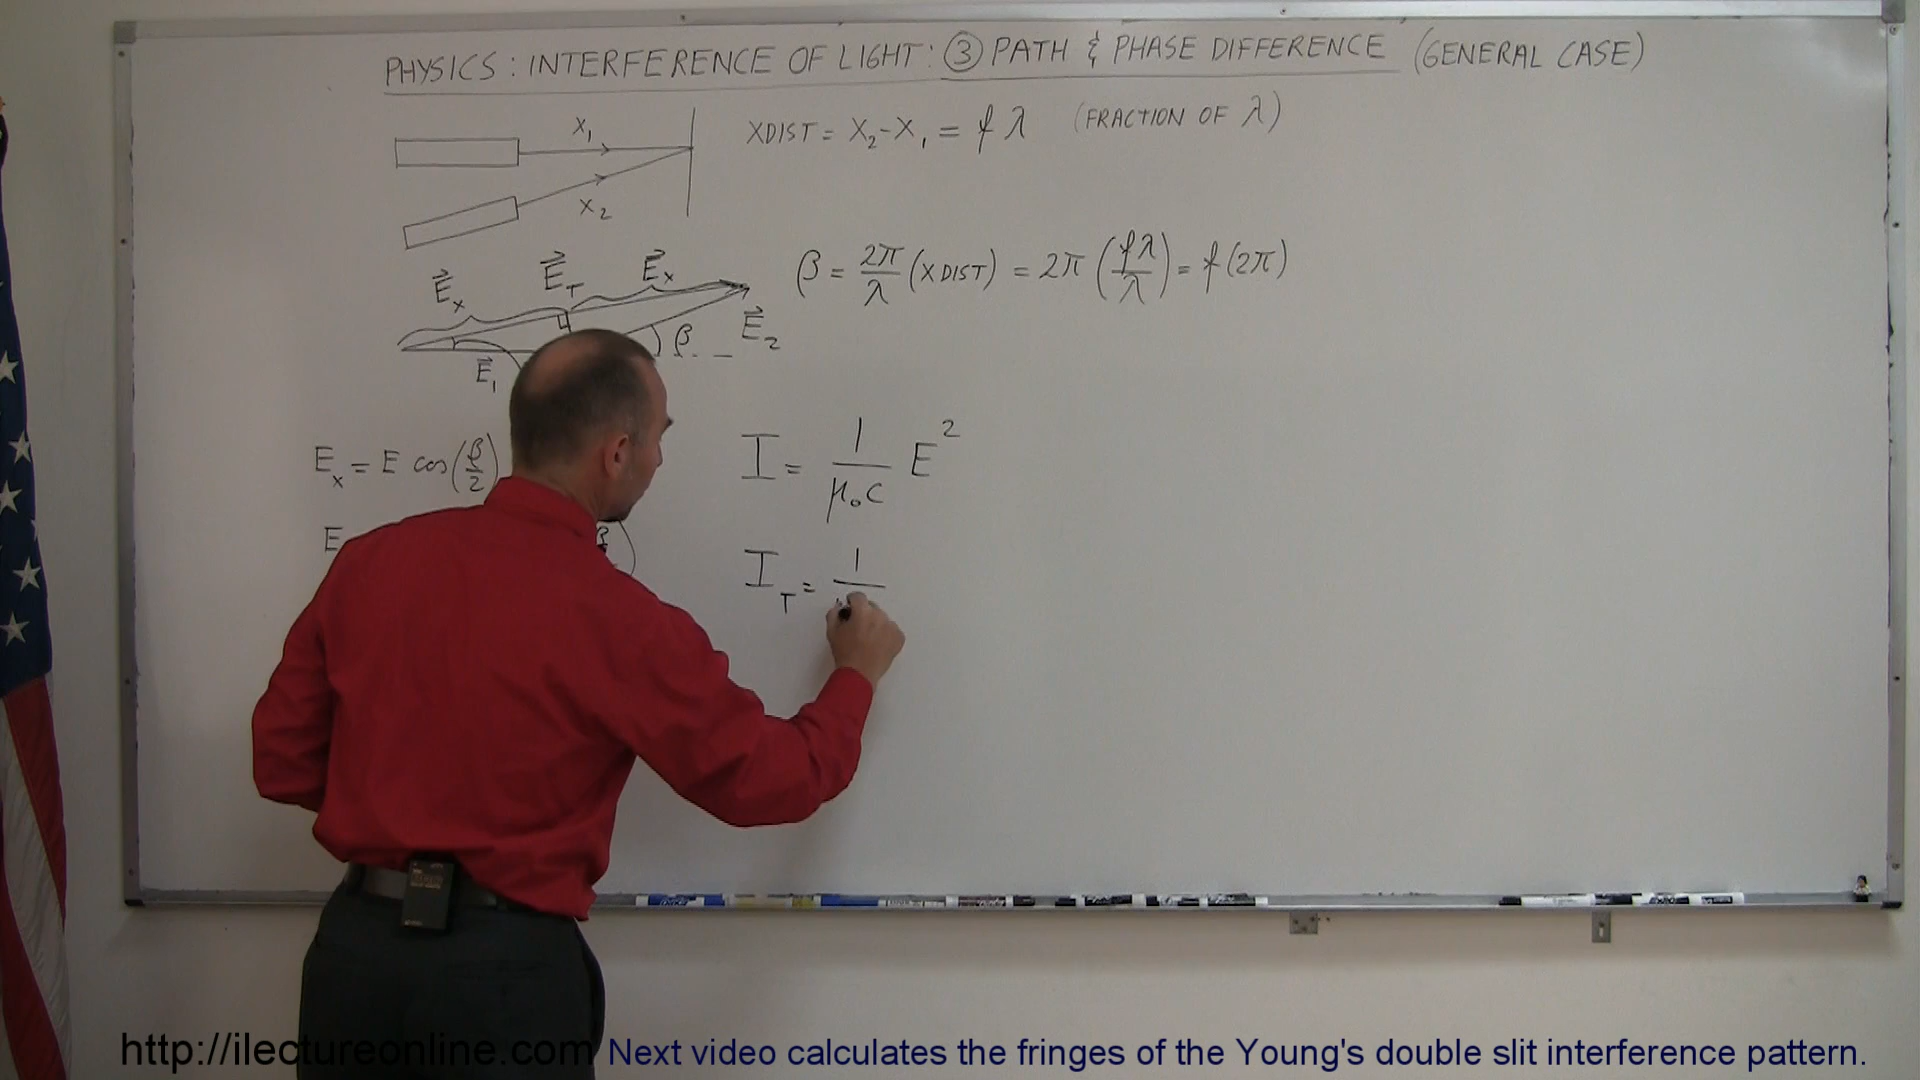 PHYSICS: INTERFERENCE OF LIGHT: ③ PATH & PHASE DIFFERENCE (GENERAL CASE)
X₁
X₂
XDIST = X₂-X₁ = f λ (FRACTION OF λ)
E⃗ₓ
E⃗_T
E⃗ₓ
E⃗₂
β
E⃗₁
β = 2π/λ (XDIST) = 2π (fλ/λ) = f (2π)
Eₓ = E cos(β/2)
E
I = 1/μ₀c E²
I_T = 1
http://ilectureonline.com Next video calculates the fringes of the Young's double slit interference pattern.